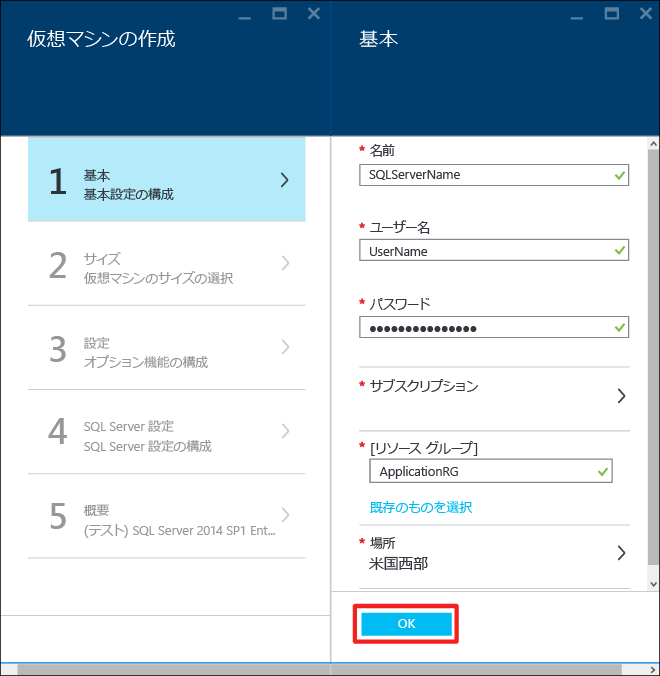 仮想マシンの作成
1
基本
基本設定の構成
2
サイズ
仮想マシンのサイズの選択
3
設定
オプション機能の構成
4
SQL Server 設定
SQL Server 設定の構成
5
概要
(テスト) SQL Server 2014 SP1 Ent...
基本
* 名前
SQLServerName
* ユーザー名
UserName
* パスワード
●●●●●●●●●●●●●●●
* サブスクリプション
* [リソース グループ]
ApplicationRG
既存のものを選択
* 場所
米国西部
OK